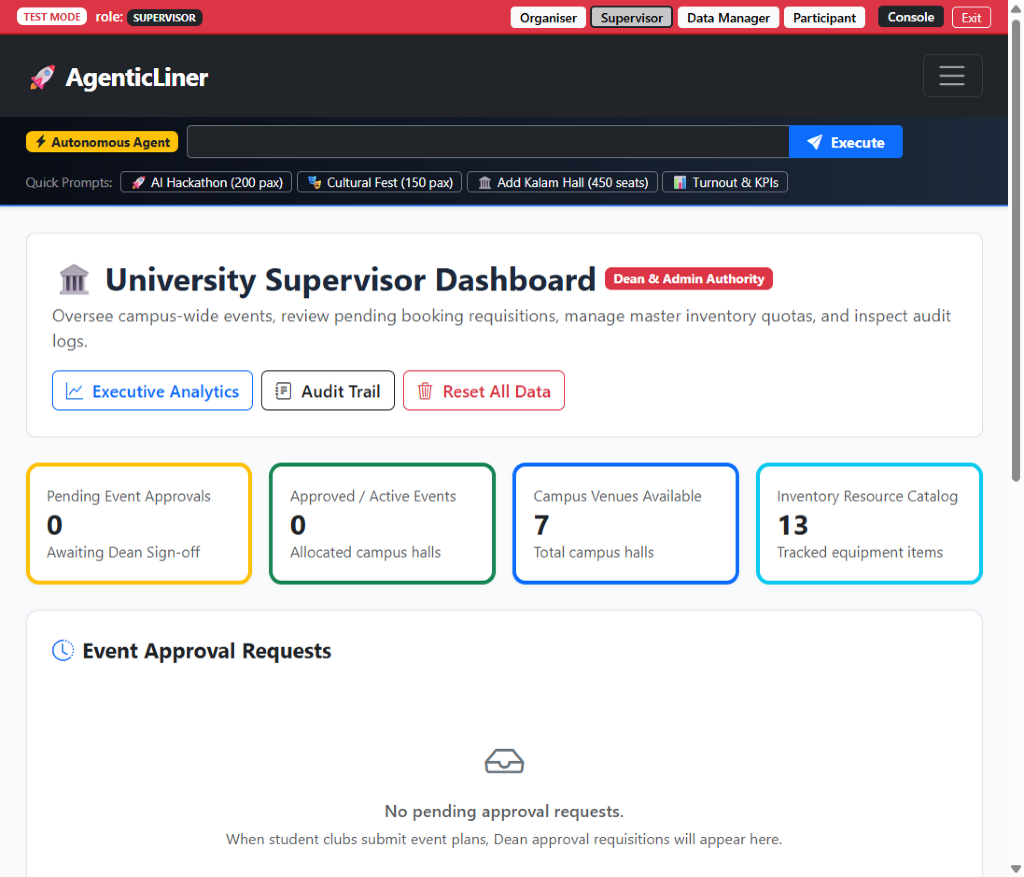 TEST MODE role: SUPERVISOR Organiser Supervisor Data Manager Participant Console Exit
AgenticLiner
Autonomous Agent Execute
Quick Prompts: AI Hackathon (200 pax) Cultural Fest (150 pax) Add Kalam Hall (450 seats) Turnout & KPIs
University Supervisor Dashboard Dean & Admin Authority
Oversee campus-wide events, review pending booking requisitions, manage master inventory quotas, and inspect audit
logs.
Executive Analytics Audit Trail Reset All Data
Pending Event Approvals
0
Awaiting Dean Sign-off
Approved / Active Events
0
Allocated campus halls
Campus Venues Available
7
Total campus halls
Inventory Resource Catalog
13
Tracked equipment items
Event Approval Requests
No pending approval requests.
When student clubs submit event plans, Dean approval requisitions will appear here.